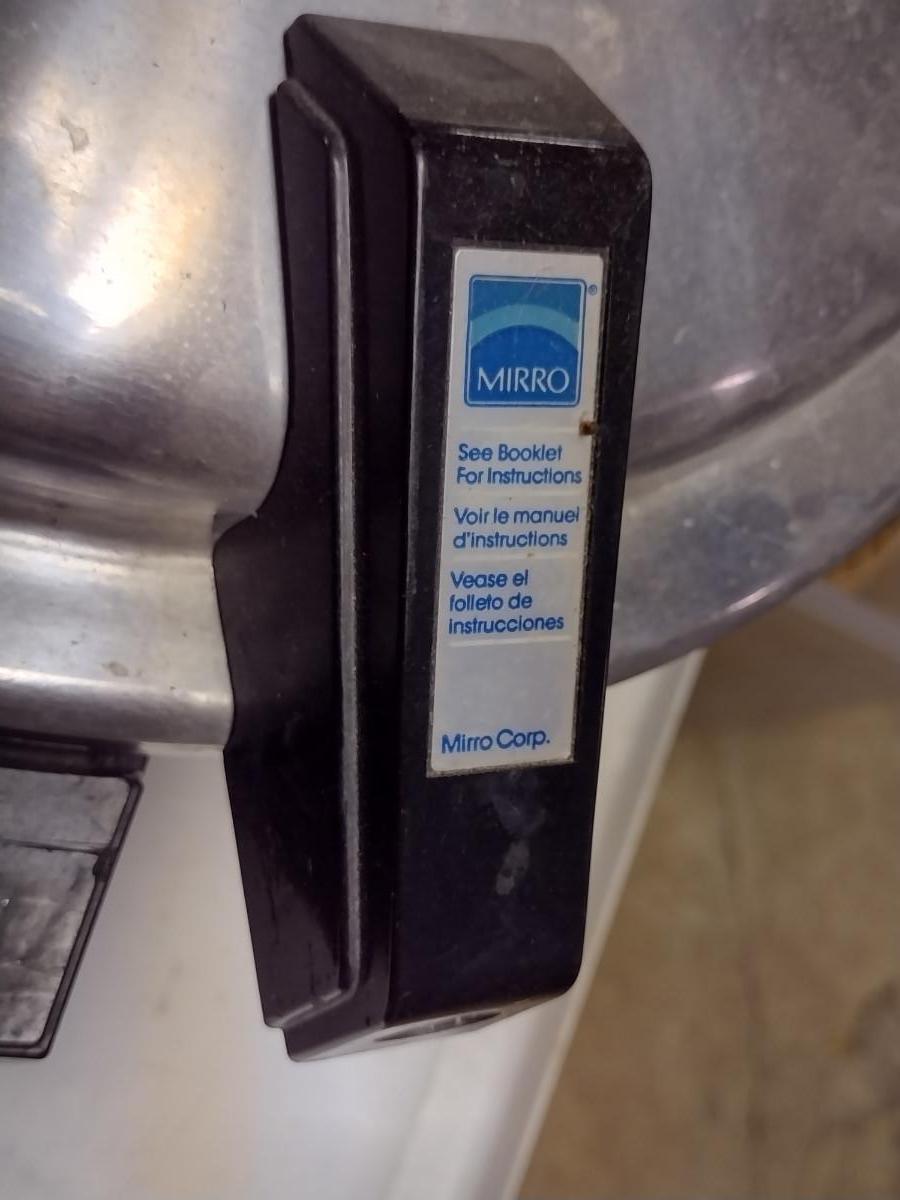 MIRRO®
See Booklet
For Instructions
Voir le manuel
d'instructions
Vease el
folleto de
instrucciones
Mirro Corp.